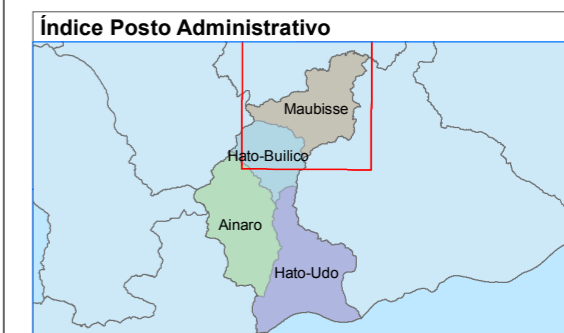 Índice Posto Administrativo
Maubisse
Hato-Builico
Ainaro
Hato-Udo